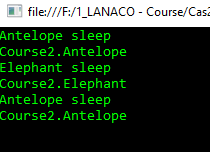 file:///F:/1_LANACO - Course/Cas2
Antelope sleep
Course2.Antelope
Elephant sleep
Course2.Elephant
Antelope sleep
Course2.Antelope